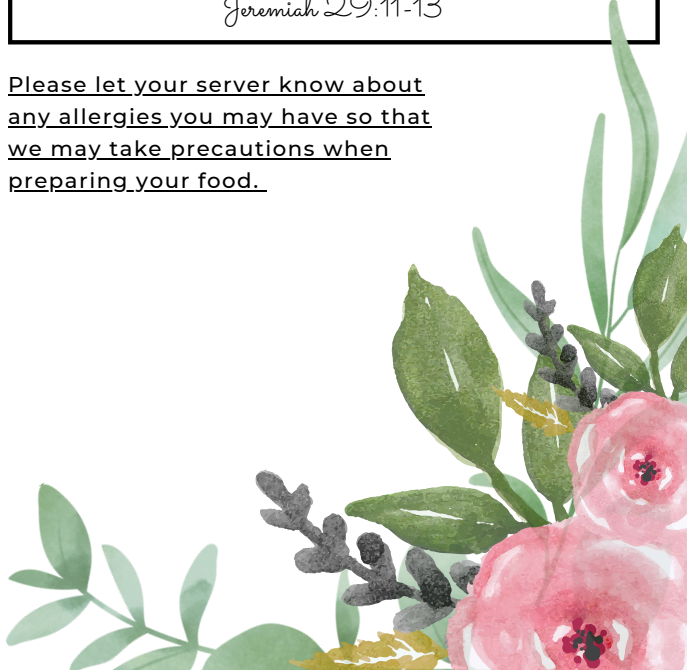 Jeremiah 29:11-13
Please let your server know about
any allergies you may have so that
we may take precautions when
preparing your food.